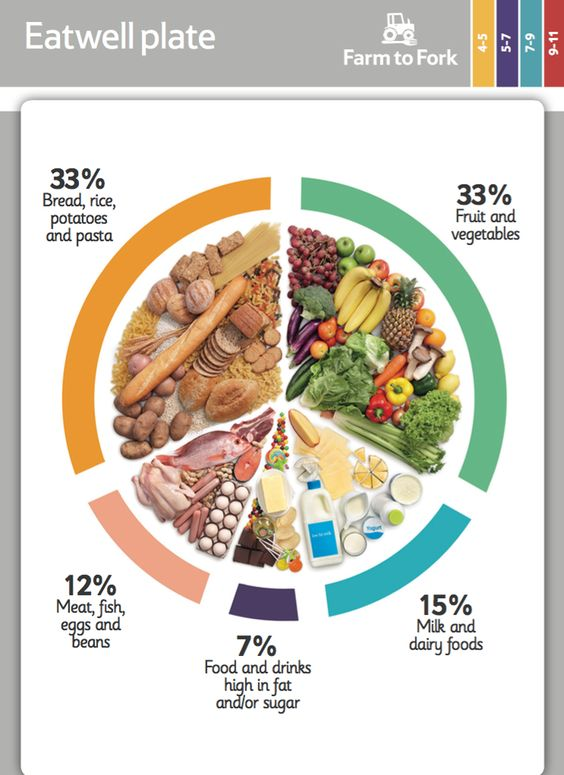 Eatwell plate
Farm to Fork
4-5
5-7
7-9
9-11
33%
Bread, rice,
potatoes
and pasta
33%
Fruit and
vegetables
12%
Meat, fish,
eggs and
beans
7%
Food and drinks
high in fat
and/or sugar
15%
Milk and
dairy foods
Yogurt